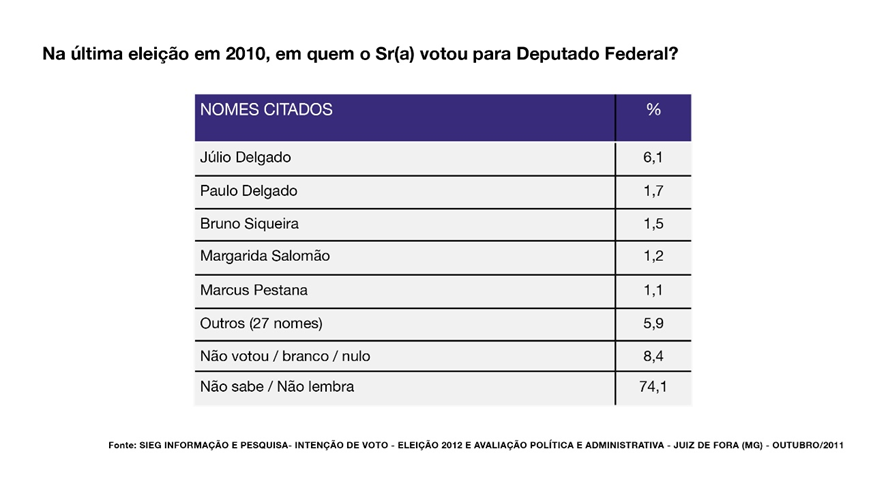 Na última eleição em 2010, em quem o Sr(a) votou para Deputado Federal?
NOMES CITADOS %
Júlio Delgado 6,1
Paulo Delgado 1,7
Bruno Siqueira 1,5
Margarida Salomão 1,2
Marcus Pestana 1,1
Outros (27 nomes) 5,9
Não votou / branco / nulo 8,4
Não sabe / Não lembra 74,1
Fonte: SIEG INFORMAÇÃO E PESQUISA- INTENÇÃO DE VOTO - ELEIÇÃO 2012 E AVALIAÇÃO POLÍTICA E ADMINISTRATIVA - JUIZ DE FORA (MG) - OUTUBRO/2011